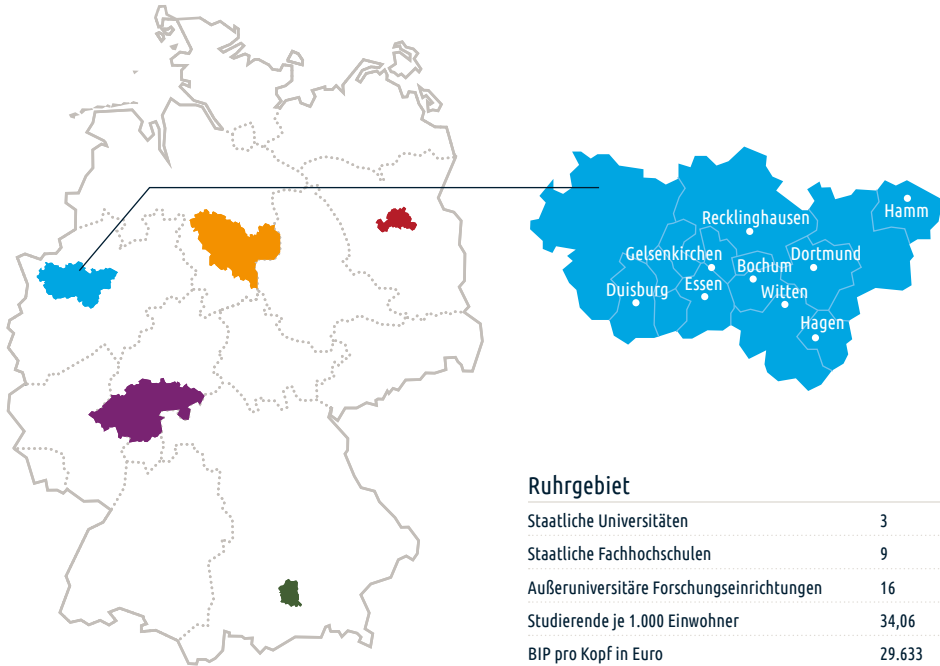 Hamm
Recklinghausen
Gelsenkirchen
Bochum
Dortmund
Duisburg
Essen
Witten
Hagen
Ruhrgebiet
Staatliche Universitäten 3
Staatliche Fachhochschulen 9
Außeruniversitäre Forschungseinrichtungen 16
Studierende je 1.000 Einwohner 34,06
BIP pro Kopf in Euro 29.633